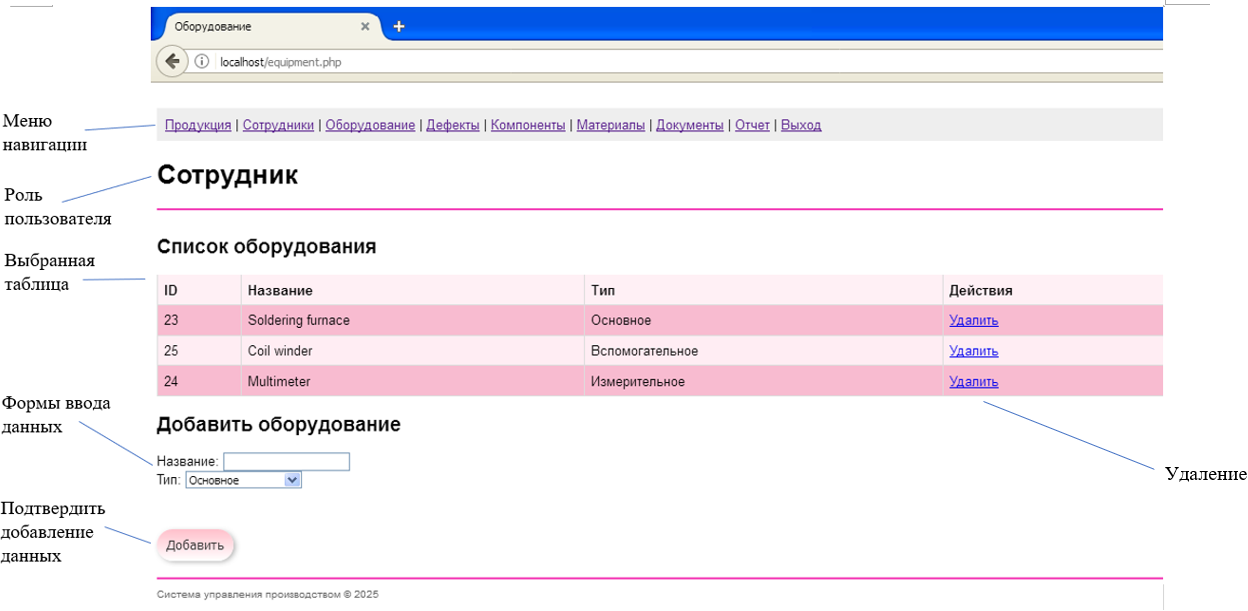 Оборудование
localhost/equipment.php
Меню
навигации
Продукция | Сотрудники | Оборудование | Дефекты | Компоненты | Материалы | Документы | Отчет | Выход
Роль
пользователя
Сотрудник
Список оборудования
Выбранная
таблица
ID Название Тип Действия
23 Soldering furnace Основное Удалить
25 Coil winder Вспомогательное Удалить
24 Multimeter Измерительное Удалить
Формы ввода
данных
Добавить оборудование
Название:
Тип: Основное
Удаление
Подтвердить
добавление
данных
Добавить
Система управления производством © 2025